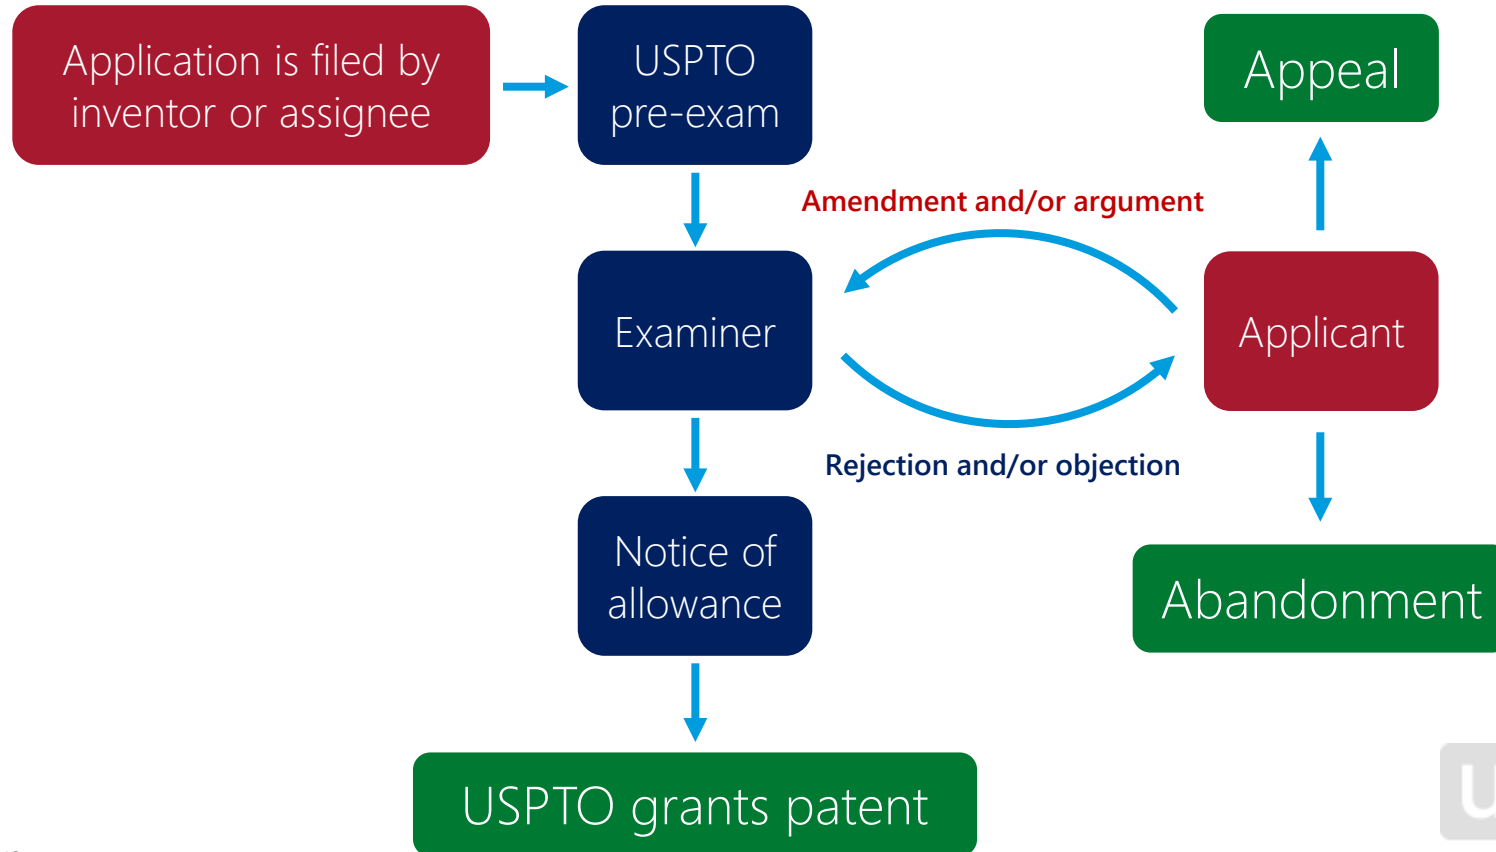 Application is filed by
inventor or assignee
USPTO
pre-exam
Appeal
Amendment and/or argument
Examiner
Applicant
Rejection and/or objection
Notice of
allowance
Abandonment
USPTO grants patent